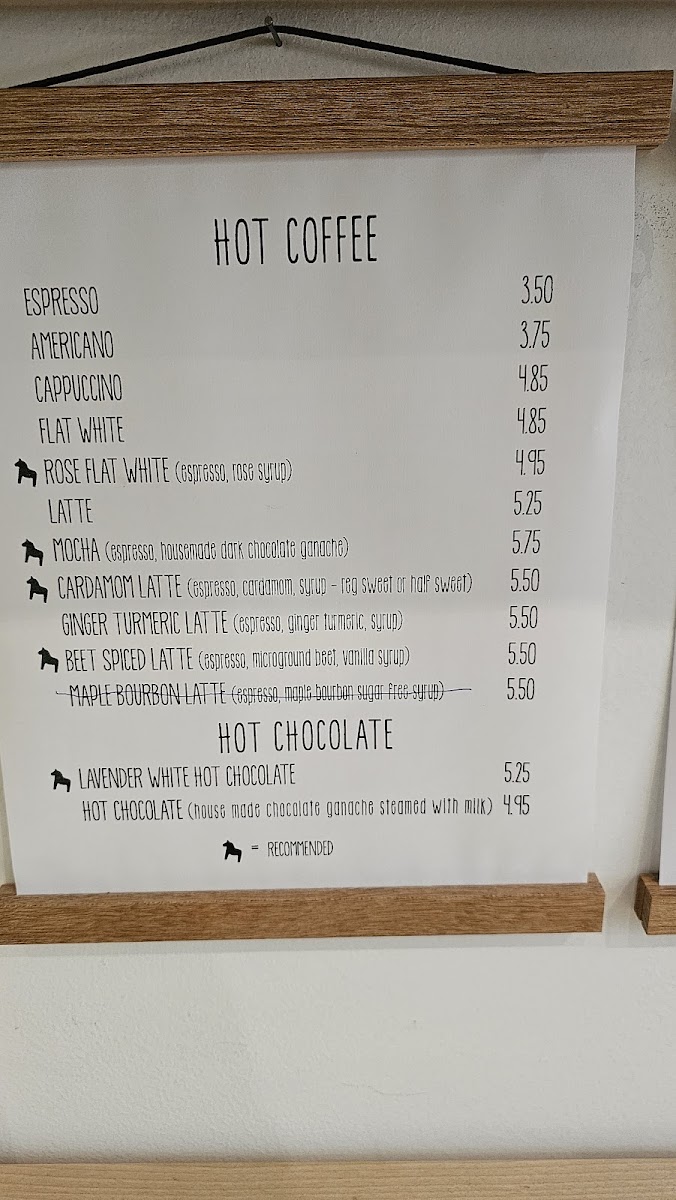 HOT COFFEE
ESPRESSO 3.50
AMERICANO 3.75
CAPPUCCINO 4.85
FLAT WHITE 4.85
ROSE FLAT WHITE (espresso, rose syrup) 4.95
LATTE 5.25
MOCHA (espresso, housemade dark chocolate ganache) 5.75
CARDAMOM LATTE (espresso, cardamom, syrup - reg sweet or half sweet) 5.50
GINGER TURMERIC LATTE (espresso, ginger turmeric, syrup) 5.50
BEET SPICED LATTE (espresso, microground beet, vanilla syrup) 5.50
MAPLE BOURBON LATTE (espresso, maple bourbon sugar free syrup) 5.50
HOT CHOCOLATE
LAVENDER WHITE HOT CHOCOLATE 5.25
HOT CHOCOLATE (house made chocolate ganache steamed with milk) 4.95
= RECOMMENDED